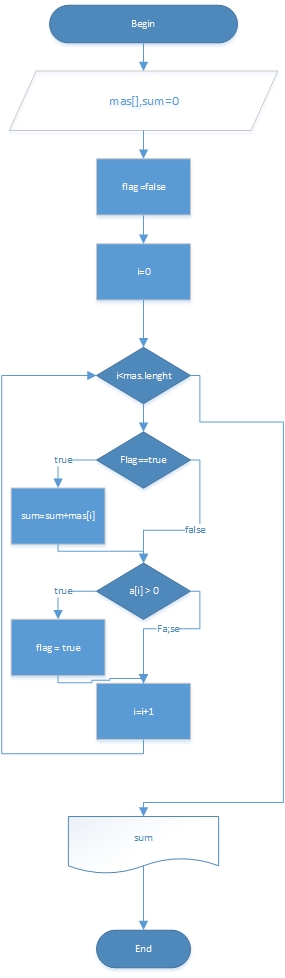 Begin
mas[],sum=0
flag=false
i=0
i<mas.lenght
Flag==true
true
sum=sum+mas[i]
false
a[i] > 0
true
flag = true
Fa;se
i=i+1
sum
End